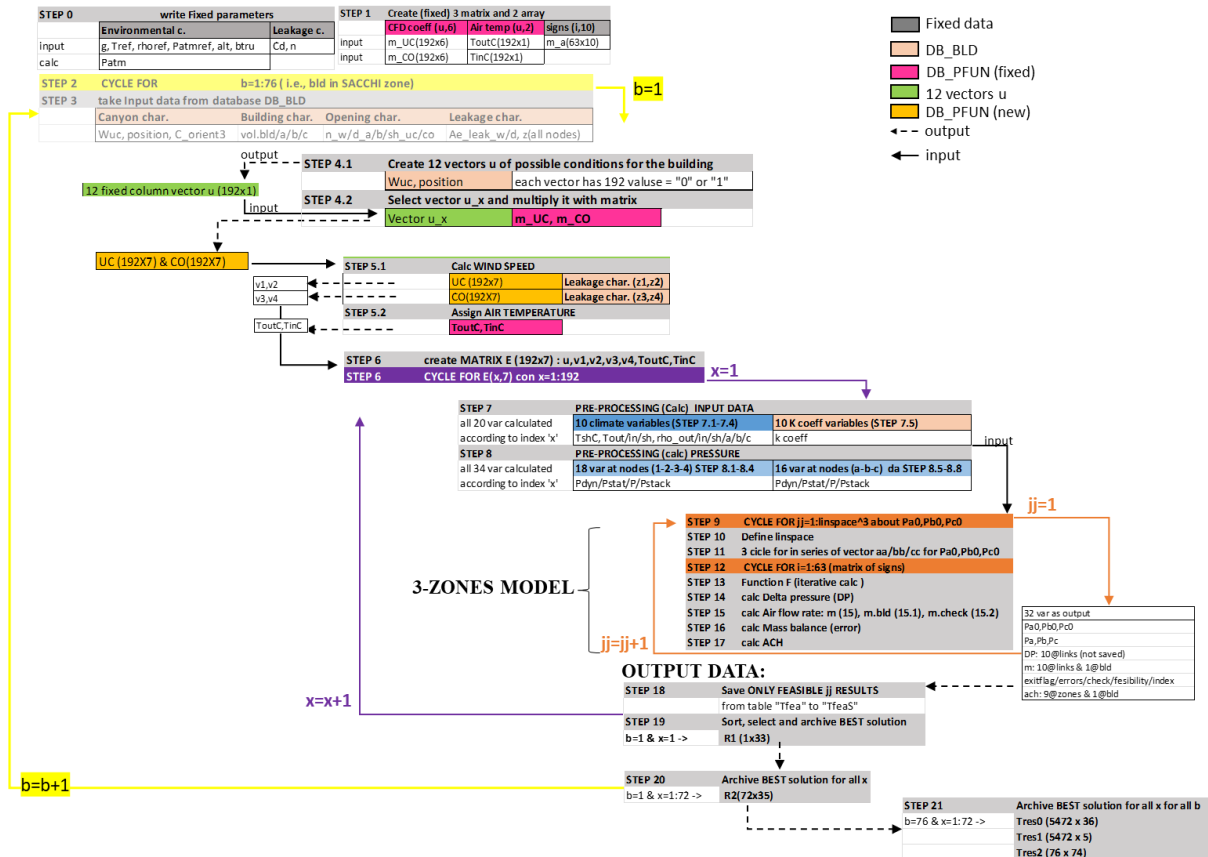 STEP 0 write Fixed parameters
Environmental c. Leakage c.
input g, Tref, rhoref, Patmref, alt, btru Cd, n
calc Patm
STEP 1 Create (fixed) 3 matrix and 2 array
CFD coeff (u,6) Air temp (u,2) signs (i,10)
input m_UC(192x6) ToutC(192x1) m_a(63x10)
input m_CO(192x6) TinC(192x1)
Fixed data
DB_BLD
DB_PFUN (fixed)
12 vectors u
DB_PFUN (new)
output
input
STEP 2 CYCLE FOR b=1:76 ( i.e., bld in SACCHI zone)
b=1
STEP 3 take Input data from database DB_BLD
Canyon char. Building char. Opening char. Leakage char.
Wuc, position, C_orient3 vol.bld/a/b/c n_w/d_a/b/sh_uc/co Ae_leak_w/d, z(all nodes)
output
STEP 4.1 Create 12 vectors u of possible conditions for the building
Wuc, position each vector has 192 valuse = "0" or "1"
12 fixed column vector u (192x1)
input
STEP 4.2 Select vector u_x and multiply it with matrix
Vector u_x m_UC, m_CO
UC (192X7) & CO(192X7)
STEP 5.1 Calc WIND SPEED
v1,v2 UC (192x7) Leakage char. (z1,z2)
v3,v4 CO(192X7) Leakage char. (z3,z4)
STEP 5.2 Assign AIR TEMPERATURE
ToutC,TinC ToutC,TinC
STEP 6 create MATRIX E (192x7) : u,v1,v2,v3,v4,ToutC,TinC
STEP 6 CYCLE FOR E(x,7) con x=1:192
x=1
STEP 7 PRE-PROCESSING (Calc) INPUT DATA
all 20 var calculated 10 climate variables (STEP 7.1-7.4) 10 K coeff variables (STEP 7.5)
according to index 'x' TshC, Tout/in/sh, rho_out/in/sh/a/b/c k coeff
input
STEP 8 PRE-PROCESSING (calc) PRESSURE
all 34 var calculated 18 var at nodes (1-2-3-4) STEP 8.1-8.4 16 var at nodes (a-b-c) da STEP 8.5-8.8
according to index 'x' Pdyn/Pstat/P/Pstack Pdyn/Pstat/P/Pstack
jj=1
STEP 9 CYCLE FOR jj=1:linspace^3 about Pa0,Pb0,Pc0
STEP 10 Define linspace
STEP 11 3 cicle for in series of vector aa/bb/cc for Pa0,Pb0,Pc0
STEP 12 CYCLE FOR i=1:63 (matrix of signs)
STEP 13 Function F (iterative calc )
STEP 14 calc Delta pressure (DP)
STEP 15 calc Air flow rate: m (15), m.bld (15.1), m.check (15.2)
STEP 16 calc Mass balance (error)
STEP 17 calc ACH
3-ZONES MODEL
jj=jj+1
32 var as output
Pa0,Pb0,Pc0
Pa,Pb,Pc
DP: 10@links (not saved)
m: 10@links & 1@bld
exitflag/errors/check/fesibility/index
ach: 9@zones & 1@bld
OUTPUT DATA:
x=x+1
STEP 18 Save ONLY FEASIBLE jj RESULTS
from table "Tfea" to "TfeaS"
STEP 19 Sort, select and archive BEST solution
b=1 & x=1 -> R1 (1x33)
b=b+1
STEP 20 Archive BEST solution for all x
b=1 & x=1:72 -> R2(72x35)
STEP 21 Archive BEST solution for all x for all b
b=76 & x=1:72 -> Tres0 (5472 x 36)
Tres1 (5472 x 5)
Tres2 (76 x 74)